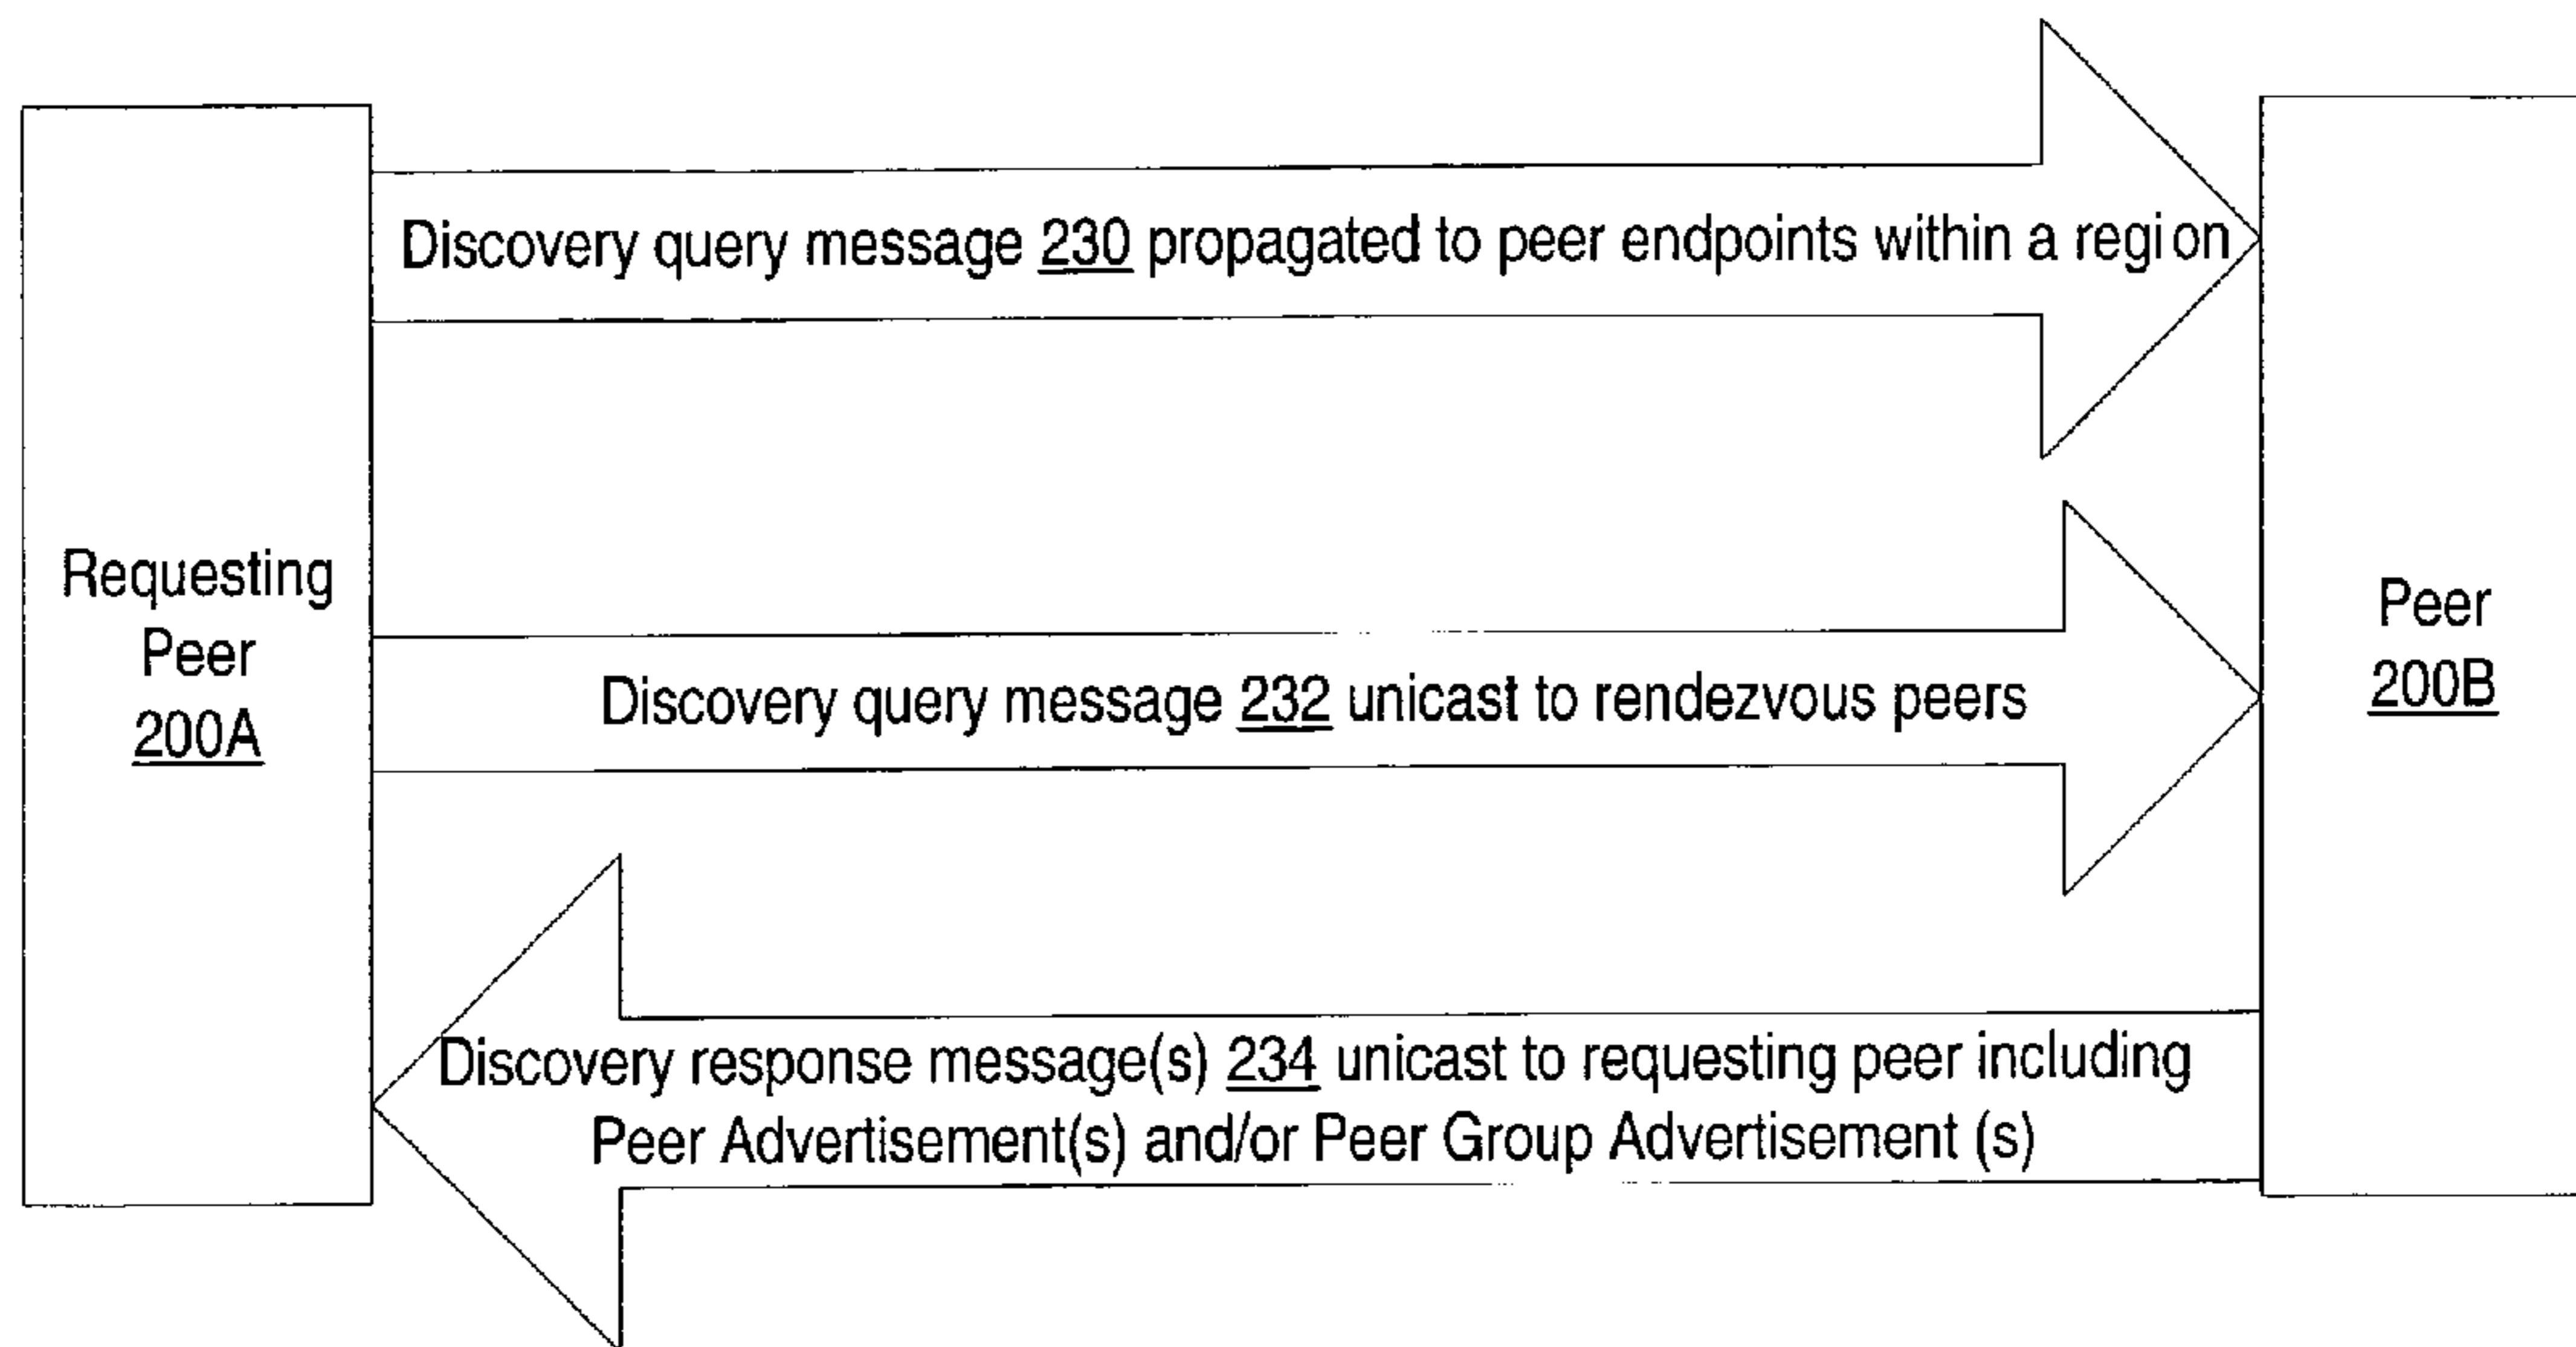 Discovery query message 230 propagated to peer endpoints within a region
Requesting
Peer
200A
Peer
200B
Discovery query message 232 unicast to rendezvous peers
Discovery response message(s) 234 unicast to requesting peer including
Peer Advertisement(s) and/or Peer Group Advertisement (s)